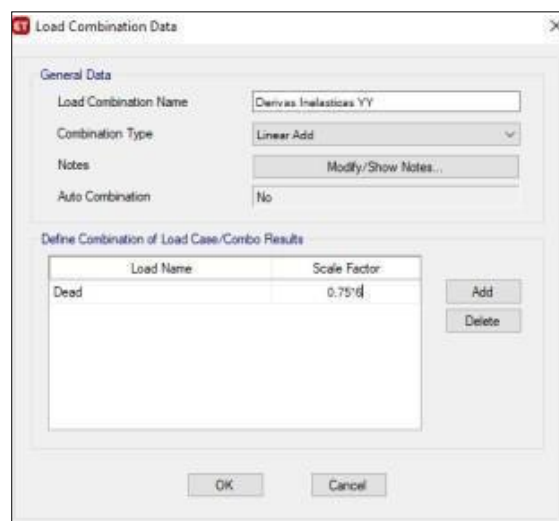 ET Load Combination Data
General Data
Load Combination Name Derivas Inelasticas YY
Combination Type Linear Add
Notes Modify/Show Notes...
Auto Combination No
Define Combination of Load Case/Combo Results
Load Name Scale Factor
Dead 0.75*6 Add
Delete
OK Cancel